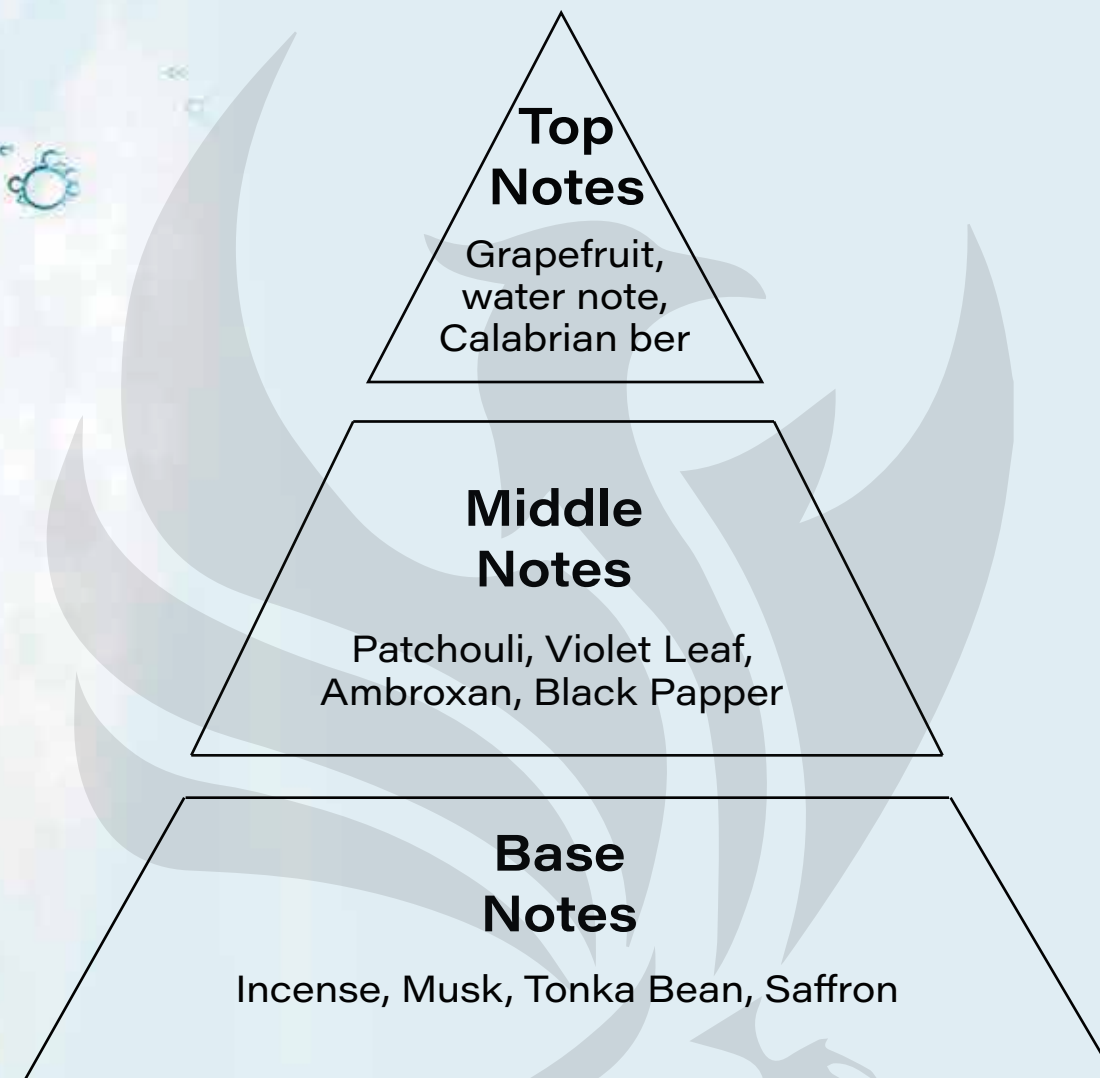 Top
Notes
Grapefruit,
water note,
Calabrian ber
Middle
Notes
Patchouli, Violet Leaf,
Ambroxan, Black Papper
Base
Notes
Incense, Musk, Tonka Bean, Saffron